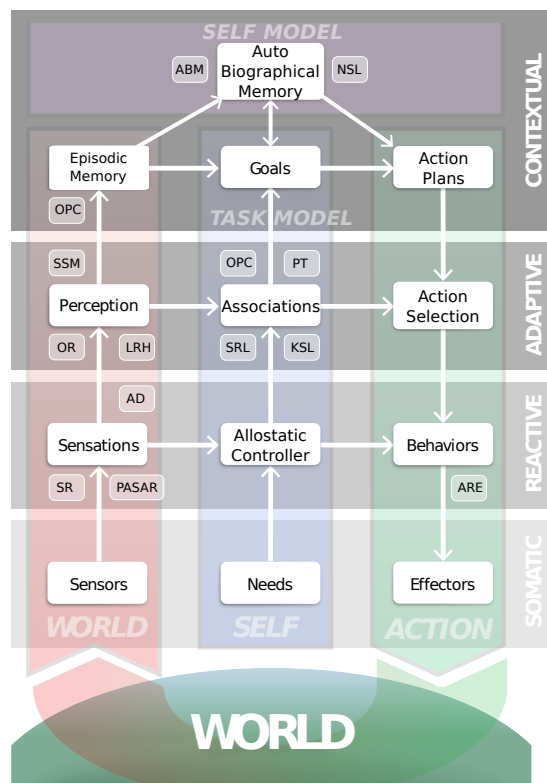 SELF MODEL
Auto
Biographical
Memory
ABM
NSL
CONTEXTUAL
Episodic
Memory
Goals
Action
Plans
OPC
TASK MODEL
SSM
OPC
PT
ADAPTIVE
Perception
Associations
Action
Selection
OR
LRH
SRL
KSL
AD
REACTIVE
Sensations
Allostatic
Controller
Behaviors
SR
PASAR
ARE
SOMATIC
Sensors
Needs
Effectors
WORLD
SELF
ACTION
WORLD